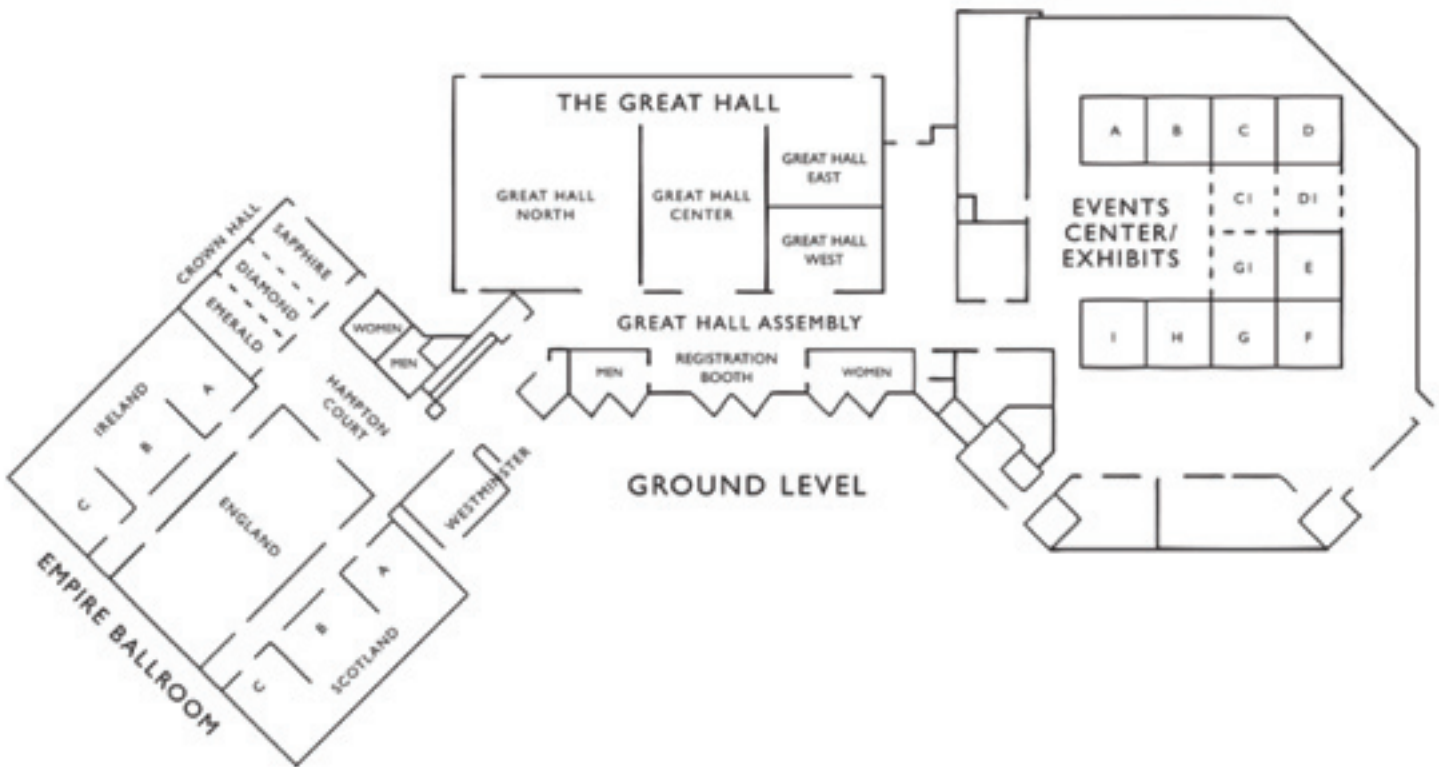 THE GREAT HALL
GREAT HALL
NORTH
GREAT HALL
CENTER
GREAT HALL
EAST
GREAT HALL
WEST
GREAT HALL ASSEMBLY
MEN
REGISTRATION
BOOTH
WOMEN
GROUND LEVEL
CROWN HALL
SAPPHIRE
DIAMOND
EMERALD
WOMEN
MEN
HAMPTON
COURT
WESTMINSTER
IRELAND
A
B
C
ENGLAND
SCOTLAND
A
B
C
EMPIRE BALLROOM
EVENTS
CENTER/
EXHIBITS
A
B
C
D
C1
D1
G1
E
I
H
G
F